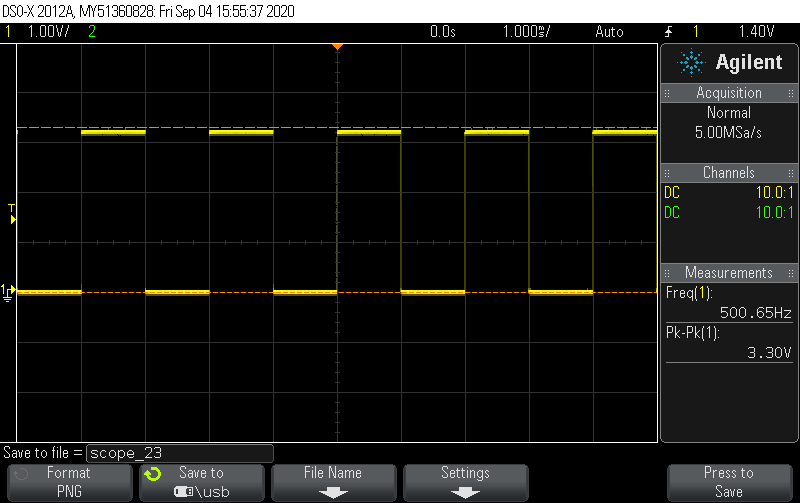 DSO-X 2012A, MY51360828: Fri Sep 04 15:55:37 2020
1 1.00V/ 2 0.0s 1.000ms/ Auto 1 1.40V
Agilent
Acquisition
Normal
5.00MSa/s
Channels
DC 10.0:1
DC 10.0:1
T
1
Measurements
Freq(1):
500.65Hz
Pk-Pk(1):
3.30V
Save to file = scope_23
Format
PNG
Save to
\usb
File Name
Settings
Press to
Save